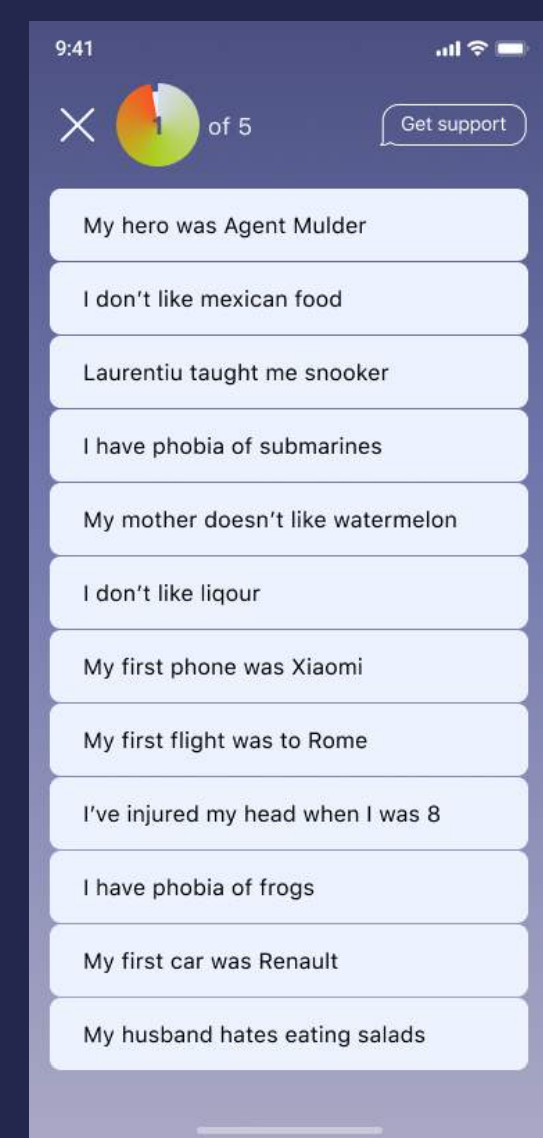 9:41
1 of 5
Get support
My hero was Agent Mulder
I don’t like mexican food
Laurentiu taught me snooker
I have phobia of submarines
My mother doesn’t like watermelon
I don’t like liqour
My first phone was Xiaomi
My first flight was to Rome
I’ve injured my head when I was 8
I have phobia of frogs
My first car was Renault
My husband hates eating salads